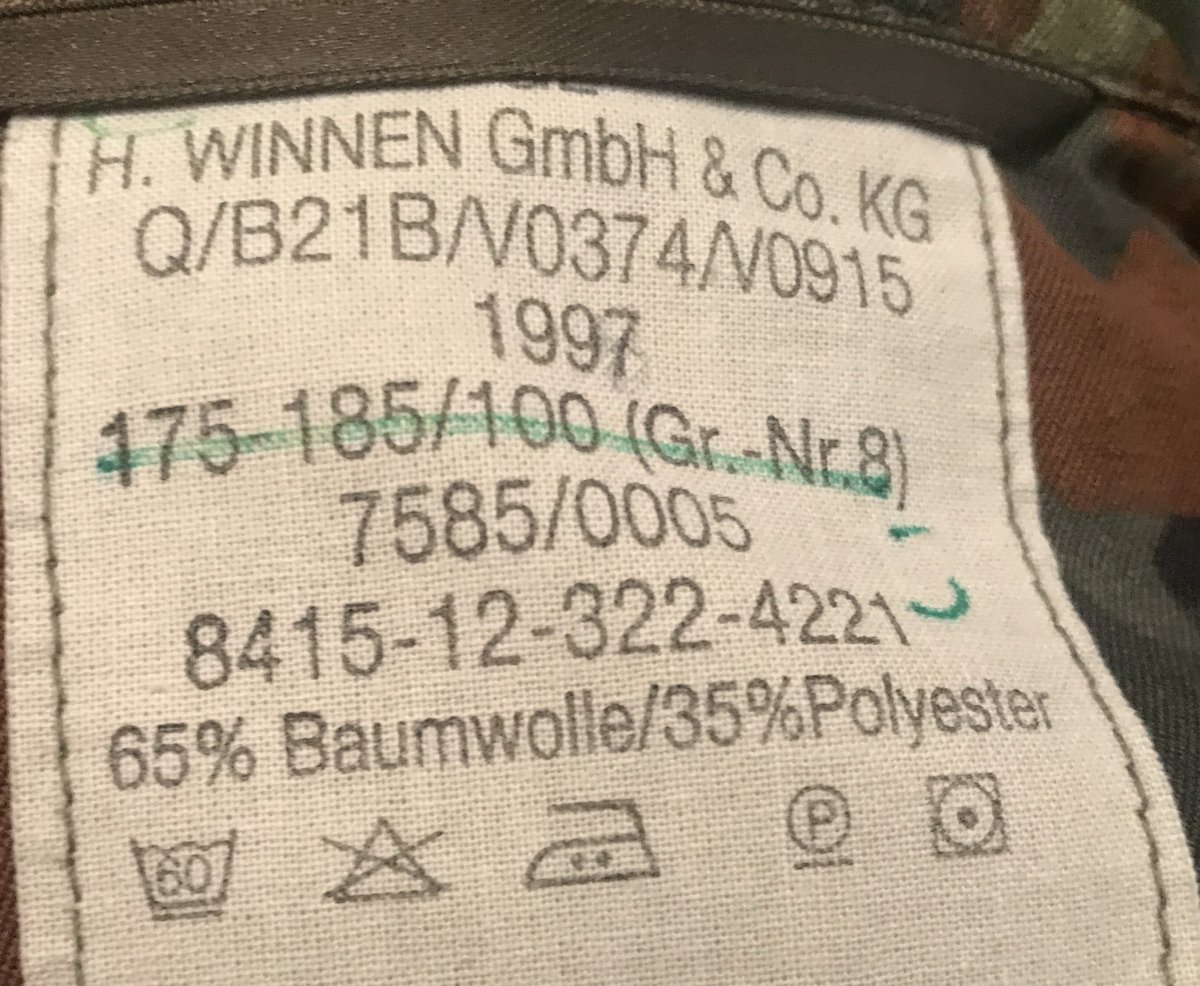 H. WINNEN GmbH & Co. KG
Q/B21B/V0374/V0915
1997
175-185/100 (Gr.-Nr.8)
7585/0005
8415-12-322-4221
65% Baumwolle/35%Polyester
60
P